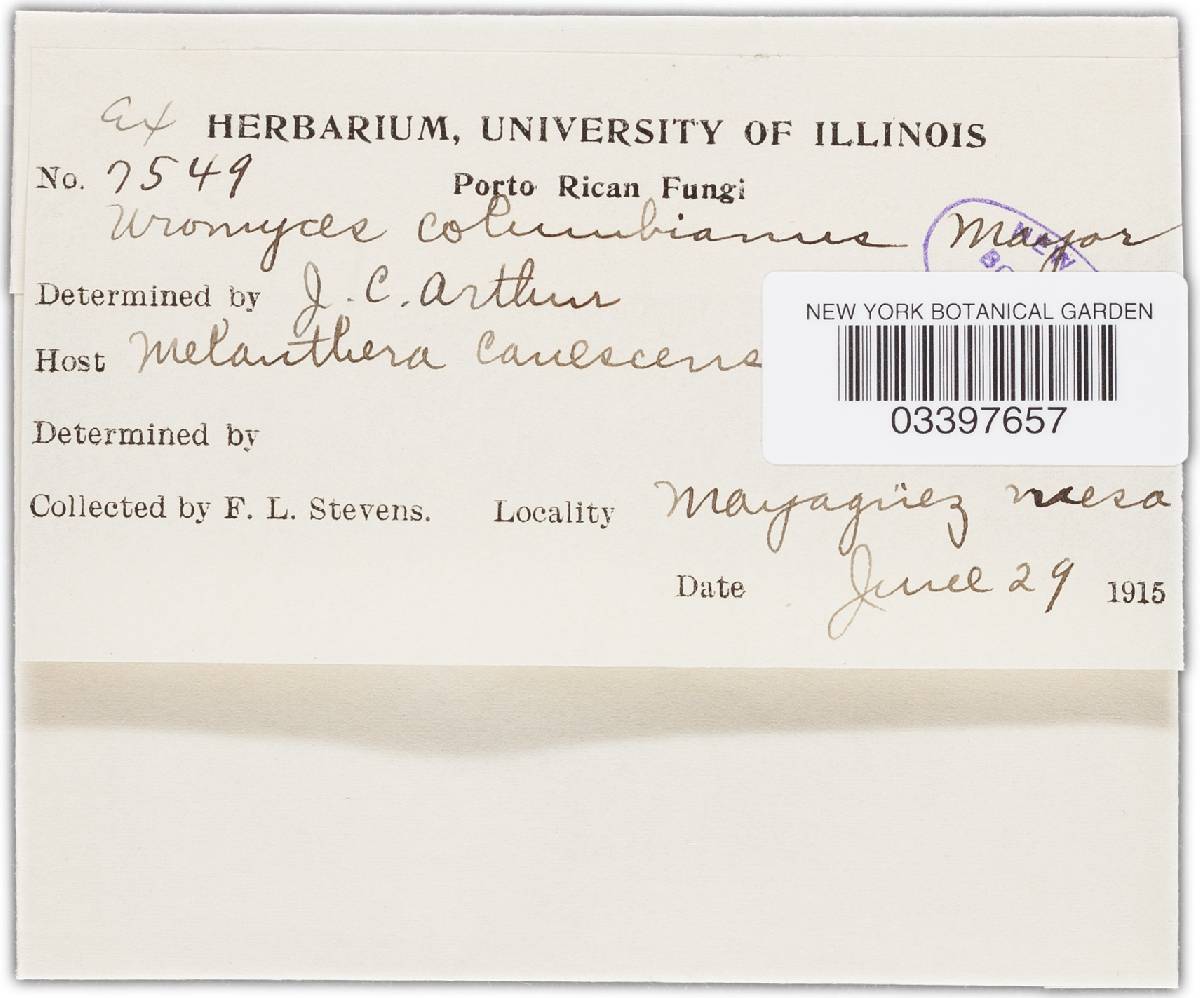 Ex HERBARIUM, UNIVERSITY OF ILLINOIS
No. 7549 Porto Rican Fungi
Uromyces columbianus Mayor
Determined by J. C. Arthur
Host Melanthera canescens
NEW YORK BOTANICAL GARDEN
03397657
Determined by
Collected by F. L. Stevens. Locality Mayagüez mesa
Date June 29 1915